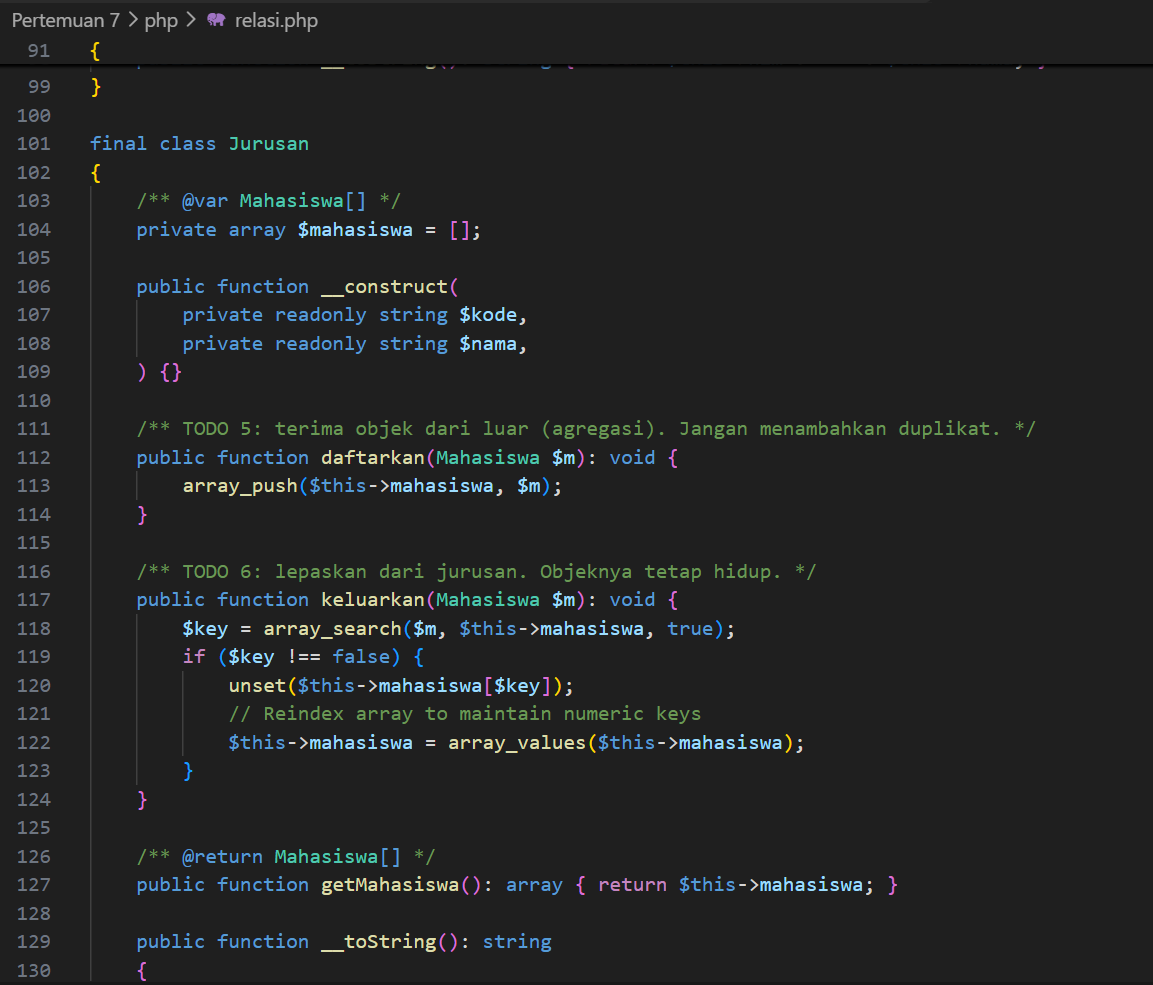 Pertemuan 7 > php > relasi.php
91 {
99 }
100
101 final class Jurusan
102 {
103 /** @var Mahasiswa[] */
104 private array $mahasiswa = [];
105
106 public function __construct(
107 private readonly string $kode,
108 private readonly string $nama,
109 ) {}
110
111 /** TODO 5: terima objek dari luar (agregasi). Jangan menambahkan duplikat. */
112 public function daftarkan(Mahasiswa $m): void {
113 array_push($this->mahasiswa, $m);
114 }
115
116 /** TODO 6: lepaskan dari jurusan. Objeknya tetap hidup. */
117 public function keluarkan(Mahasiswa $m): void {
118 $key = array_search($m, $this->mahasiswa, true);
119 if ($key !== false) {
120 unset($this->mahasiswa[$key]);
121 // Reindex array to maintain numeric keys
122 $this->mahasiswa = array_values($this->mahasiswa);
123 }
124 }
125
126 /** @return Mahasiswa[] */
127 public function getMahasiswa(): array { return $this->mahasiswa; }
128
129 public function __toString(): string
130 {